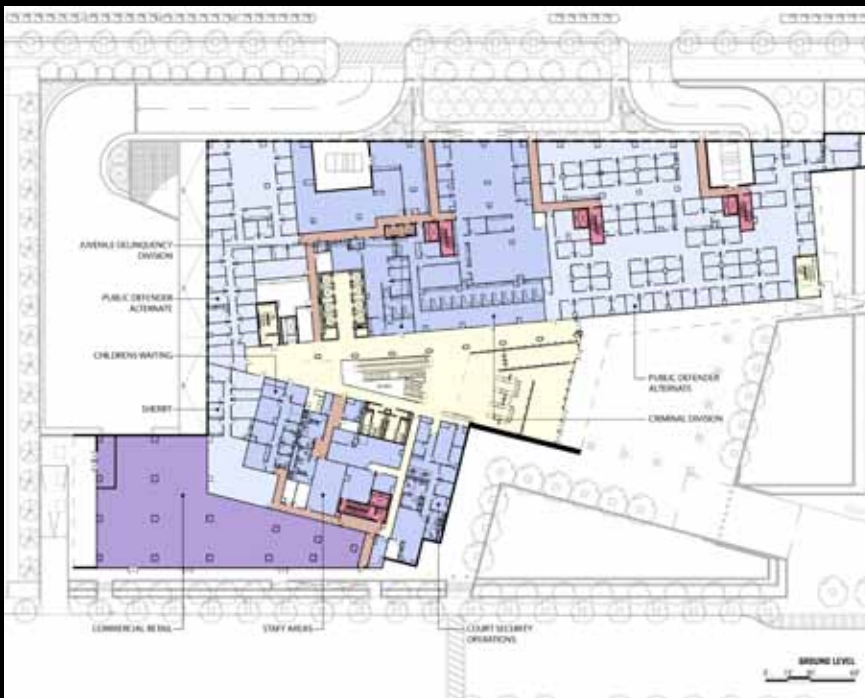 JUVENILE DELINQUENCY
DIVISION
PUBLIC DEFENDER
ALTERNATE
CHILDRENS WAITING
SHERIFF
PUBLIC DEFENDER
ALTERNATE
CRIMINAL DIVISION
COMMERCIAL RETAIL
STAFF AREAS
COURT SECURITY
OPERATIONS
GROUND LEVEL